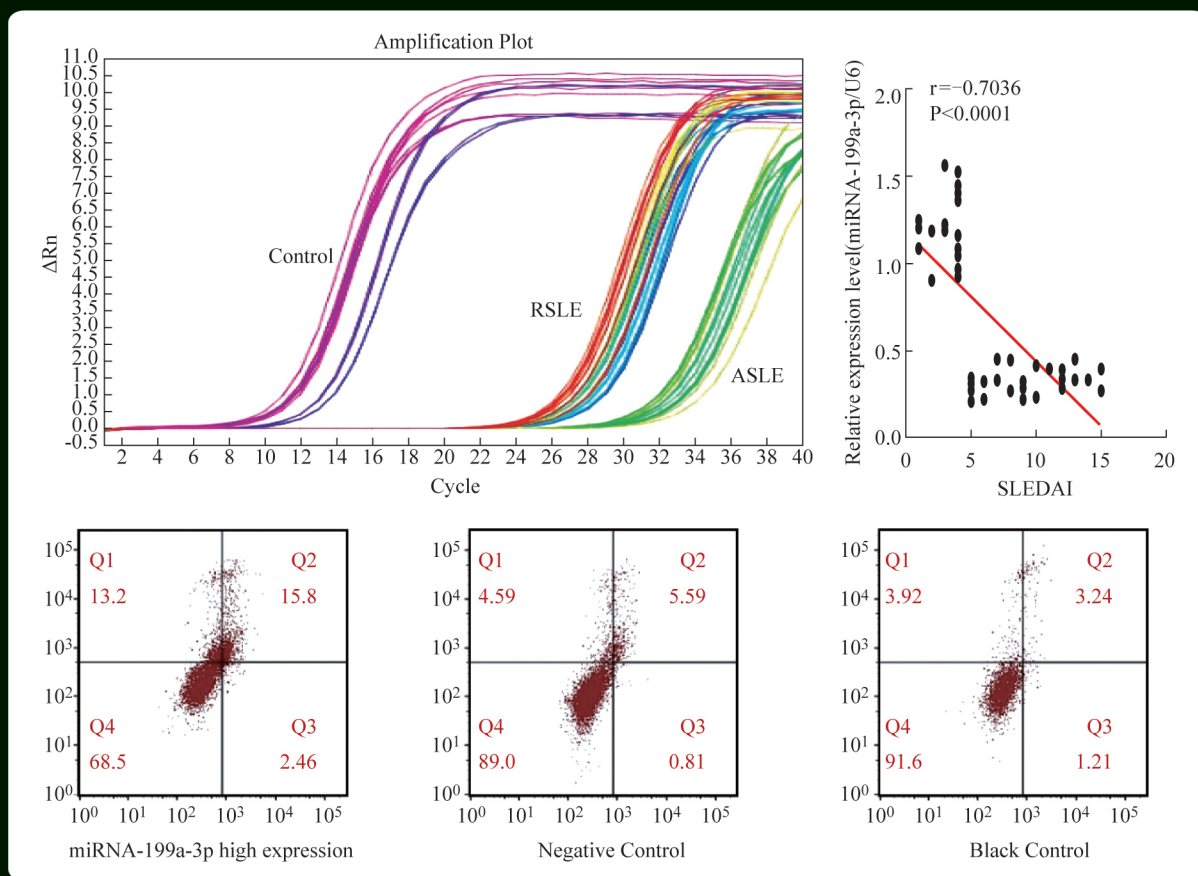 Amplification Plot
11.0
10.5
10.0
9.5
9.0
8.5
8.0
7.5
7.0
6.5
6.0
5.5
5.0
4.5
4.0
3.5
3.0
2.5
2.0
1.5
1.0
0.5
0.0
-0.5
ΔRn
Control
RSLE
ASLE
2 4 6 8 10 12 14 16 18 20 22 24 26 28 30 32 34 36 38 40
Cycle
Relative expression level(miRNA-199a-3p/U6)
r=−0.7036
P<0.0001
2.0
1.5
1.0
0.5
0.0
0 5 10 15 20
SLEDAI
10⁵
10⁴
10³
10²
10¹
10⁰
Q1 Q2
13.2 15.8
Q4 Q3
68.5 2.46
10⁰ 10¹ 10² 10³ 10⁴ 10⁵
miRNA-199a-3p high expression
10⁵
10⁴
10³
10²
10¹
10⁰
Q1 Q2
4.59 5.59
Q4 Q3
89.0 0.81
10⁰ 10¹ 10² 10³ 10⁴ 10⁵
Negative Control
10⁵
10⁴
10³
10²
10¹
10⁰
Q1 Q2
3.92 3.24
Q4 Q3
91.6 1.21
10⁰ 10¹ 10² 10³ 10⁴ 10⁵
Black Control